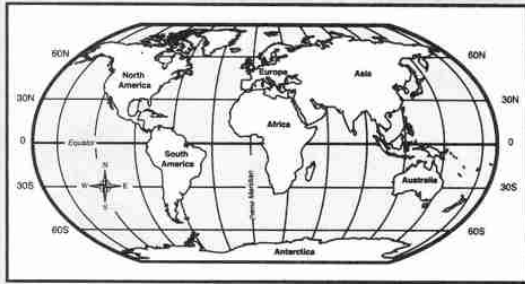 60N
60N
North
America
Europe
Asia
30N
30N
Africa
0
Equator
0
South
America
N
W
E
S
Prime Meridian
Australia
30S
30S
60S
60S
Antarctica